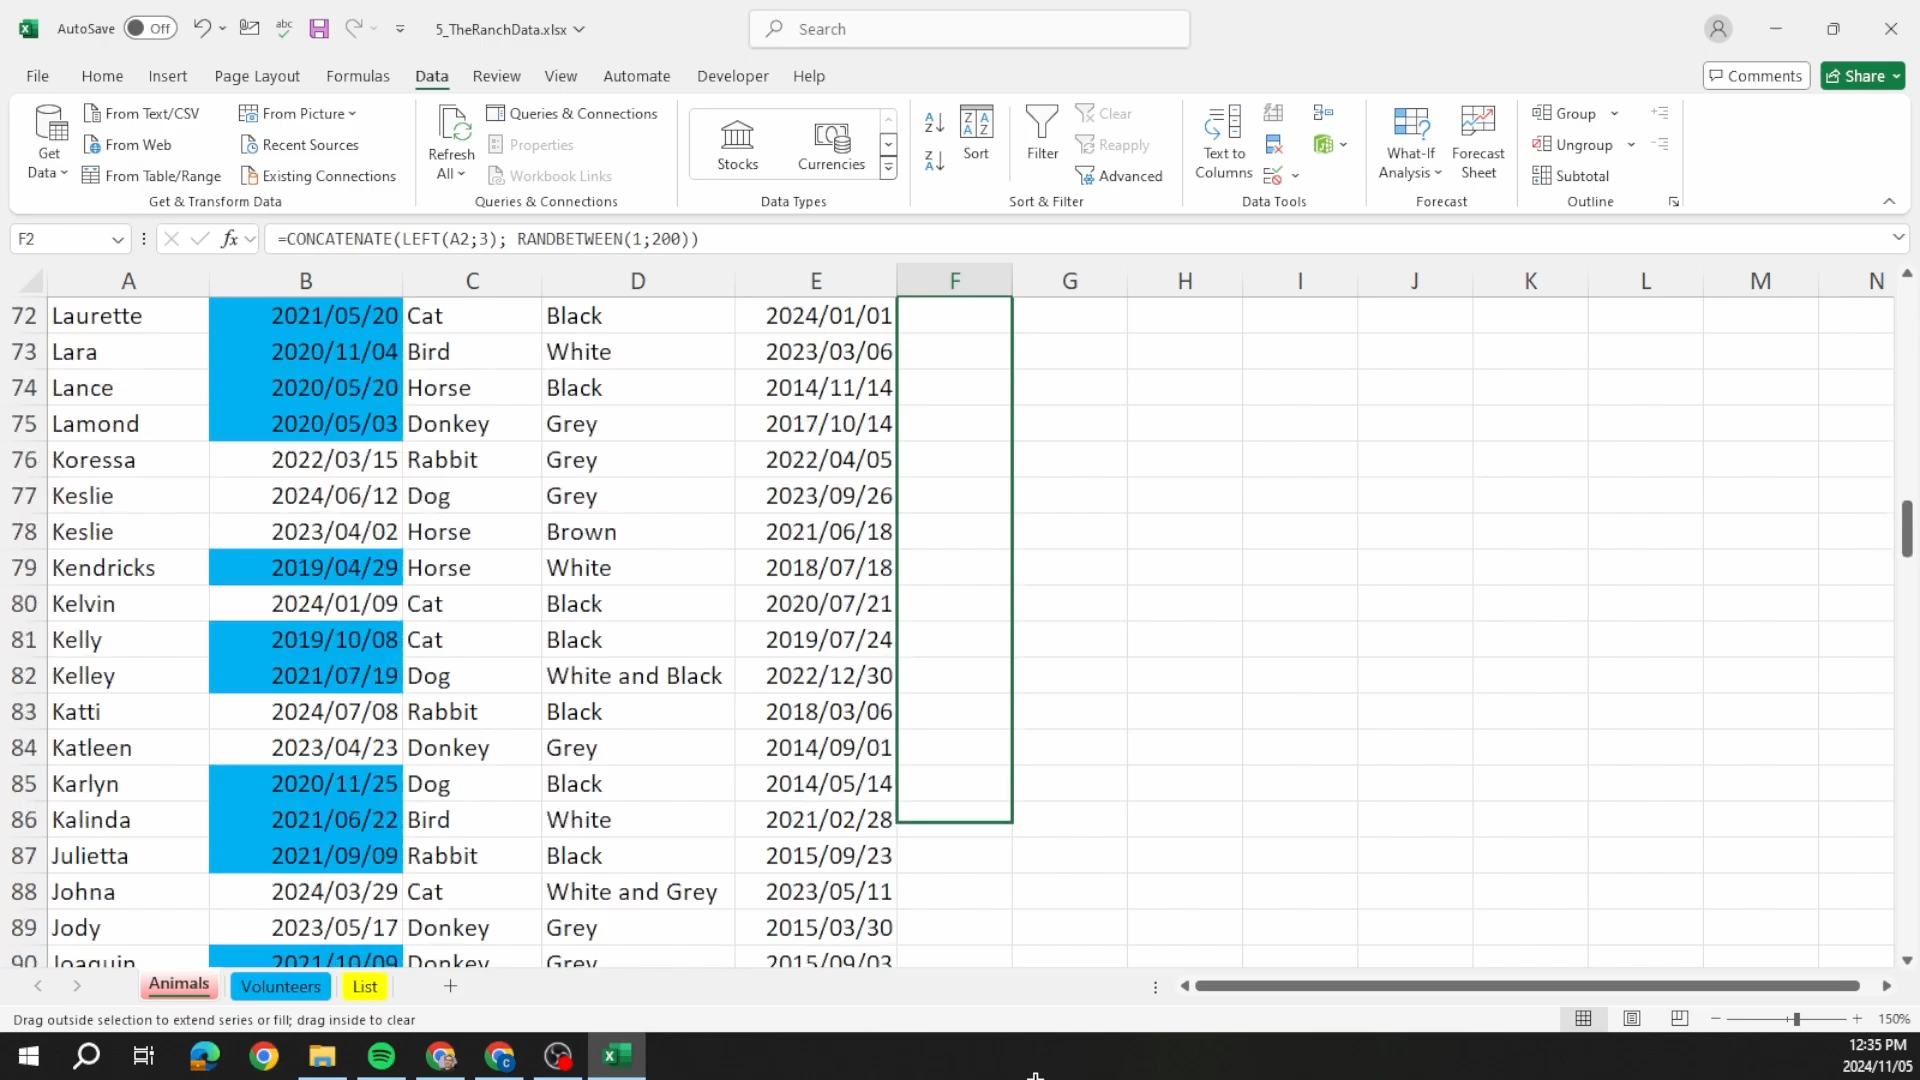 AutoSave Off abc 5_TheRanchData.xlsx Search
File Home Insert Page Layout Formulas Data Review View Automate Developer Help Comments Share
Get Data From Text/CSV From Web From Table/Range From Picture Recent Sources Existing Connections
Get & Transform Data
Refresh All Queries & Connections Properties Workbook Links
Queries & Connections
Stocks Currencies
Data Types
Sort Filter Clear Reapply Advanced
Sort & Filter
Text to Columns
Data Tools
What-If Analysis Forecast Sheet
Forecast
Group Ungroup Subtotal
Outline
F2 fx =CONCATENATE(LEFT(A2;3); RANDBETWEEN(1;200))
A B C D E F G H I J K L M N
72 Laurette 2021/05/20 Cat Black 2024/01/01
73 Lara 2020/11/04 Bird White 2023/03/06
74 Lance 2020/05/20 Horse Black 2014/11/14
75 Lamond 2020/05/03 Donkey Grey 2017/10/14
76 Koressa 2022/03/15 Rabbit Grey 2022/04/05
77 Keslie 2024/06/12 Dog Grey 2023/09/26
78 Keslie 2023/04/02 Horse Brown 2021/06/18
79 Kendricks 2019/04/29 Horse White 2018/07/18
80 Kelvin 2024/01/09 Cat Black 2020/07/21
81 Kelly 2019/10/08 Cat Black 2019/07/24
82 Kelley 2021/07/19 Dog White and Black 2022/12/30
83 Katti 2024/07/08 Rabbit Black 2018/03/06
84 Katleen 2023/04/23 Donkey Grey 2014/09/01
85 Karlyn 2020/11/25 Dog Black 2014/05/14
86 Kalinda 2021/06/22 Bird White 2021/02/28
87 Julietta 2021/09/09 Rabbit Black 2015/09/23
88 Johna 2024/03/29 Cat White and Grey 2023/05/11
89 Jody 2023/05/17 Donkey Grey 2015/03/30
90 Joaquin 2021/10/09 Donkey Grey 2015/09/03
Animals Volunteers List
Drag outside selection to extend series or fill; drag inside to clear 150%
12:35 PM
2024/11/05